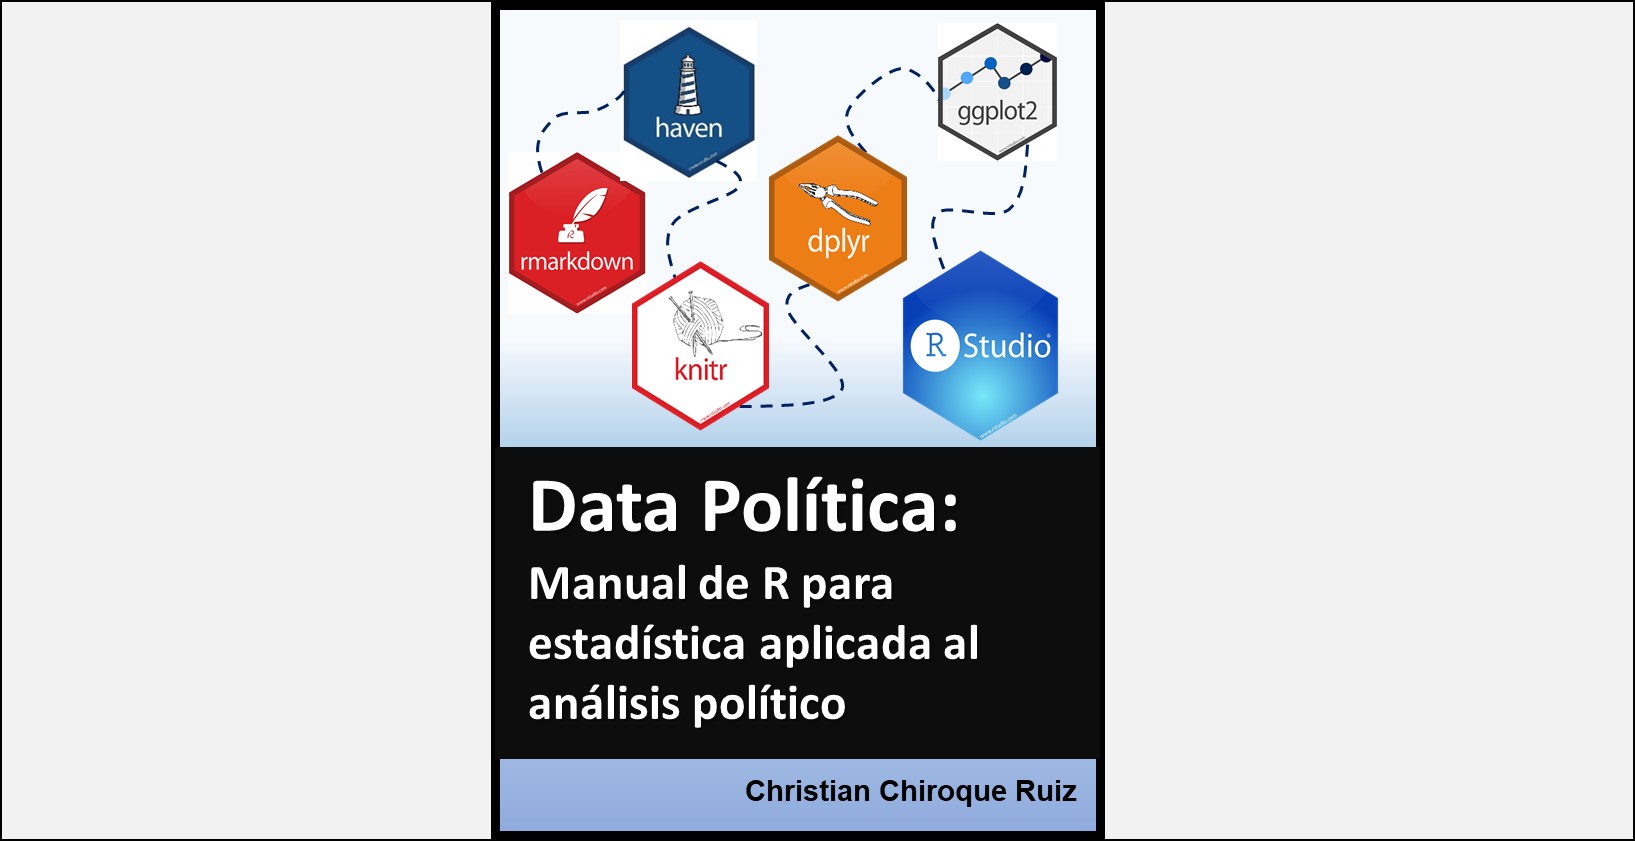 haven
ggplot2
rmarkdown
dplyr
knitr
R Studio
Data Política:
Manual de R para
estadística aplicada al
análisis político
Christian Chiroque Ruiz